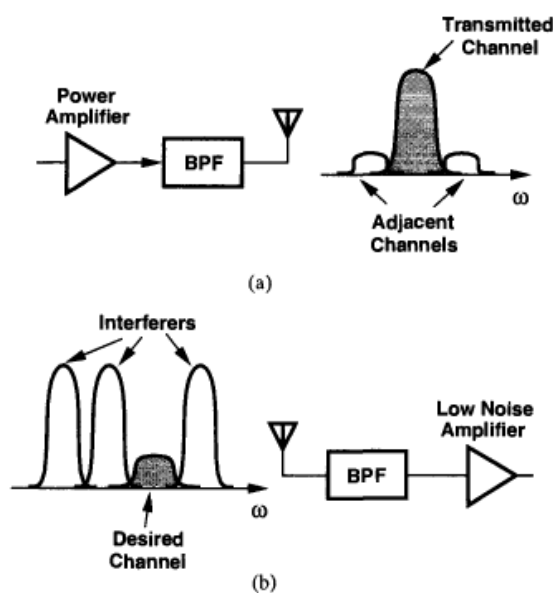 Transmitted
Channel
Power
Amplifier
BPF
ω
Adjacent
Channels
(a)
Interferers
Low Noise
Amplifier
BPF
ω
Desired
Channel
(b)